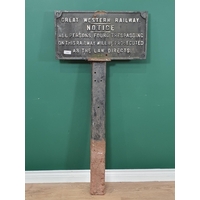 GREAT WESTERN RAILWAY.
NOTICE
ALL PERSONS FOUND TRESPASSING
ON THIS RAILWAY WILL BE PROSECUTED
AS THE LAW DIRECTS.